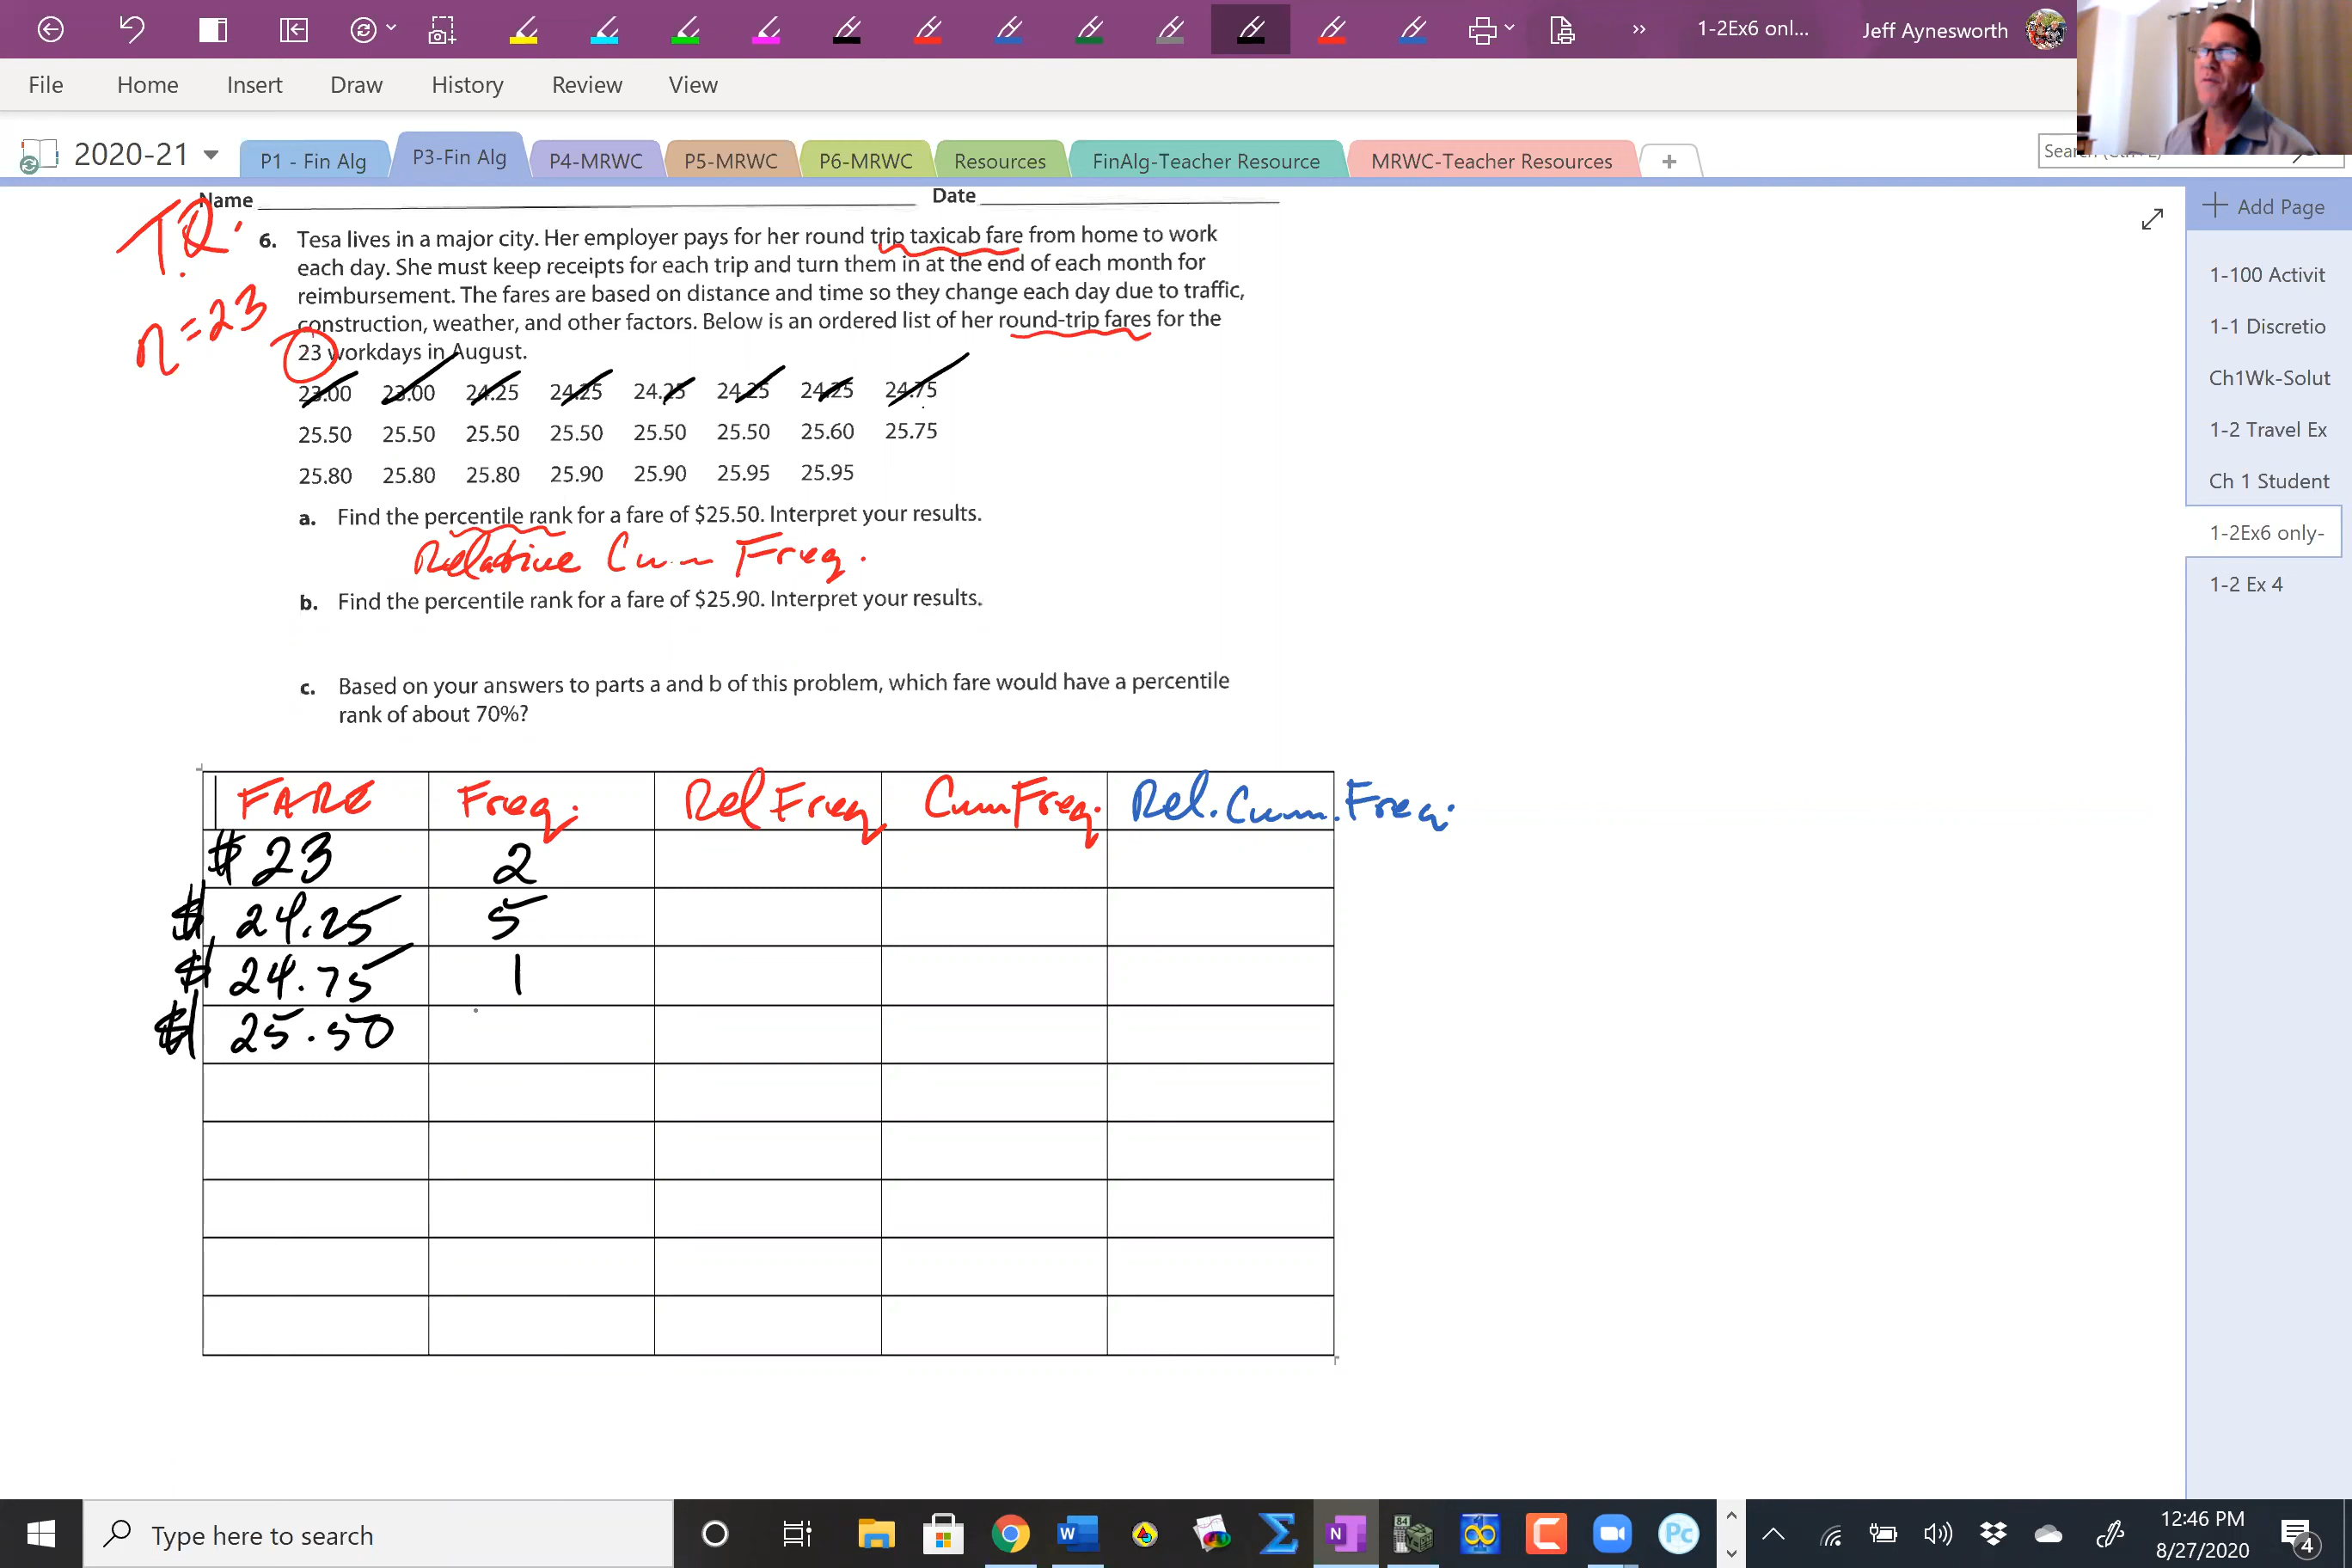 1-2Ex6 onl...
Jeff Aynesworth
File Home Insert Draw History Review View
2020-21
P1 - Fin Alg
P3-Fin Alg
P4-MRWC
P5-MRWC
P6-MRWC
Resources
FinAlg-Teacher Resource
MRWC-Teacher Resources
+
Add Page
1-100 Activit
1-1 Discretio
Ch1Wk-Solut
1-2 Travel Ex
Ch 1 Student
1-2Ex6 only-
1-2 Ex 4
Name Date
T.Q.
n=23
6. Tesa lives in a major city. Her employer pays for her round trip taxicab fare from home to work
each day. She must keep receipts for each trip and turn them in at the end of each month for
reimbursement. The fares are based on distance and time so they change each day due to traffic,
construction, weather, and other factors. Below is an ordered list of her round-trip fares for the
23 workdays in August.
23.00 23.00 24.25 24.25 24.25 24.25 24.25 24.75
25.50 25.50 25.50 25.50 25.50 25.50 25.60 25.75
25.80 25.80 25.80 25.90 25.90 25.95 25.95
a. Find the percentile rank for a fare of $25.50. Interpret your results.
Relative Cum Freq.
b. Find the percentile rank for a fare of $25.90. Interpret your results.
c. Based on your answers to parts a and b of this problem, which fare would have a percentile
rank of about 70%?
FARE Freq. Rel Freq Cum Freq. Rel. Cum. Freq.
$ 23 2
$ 24.25 5
$ 24.75 1
$ 25.50
Type here to search
12:46 PM
8/27/2020
4